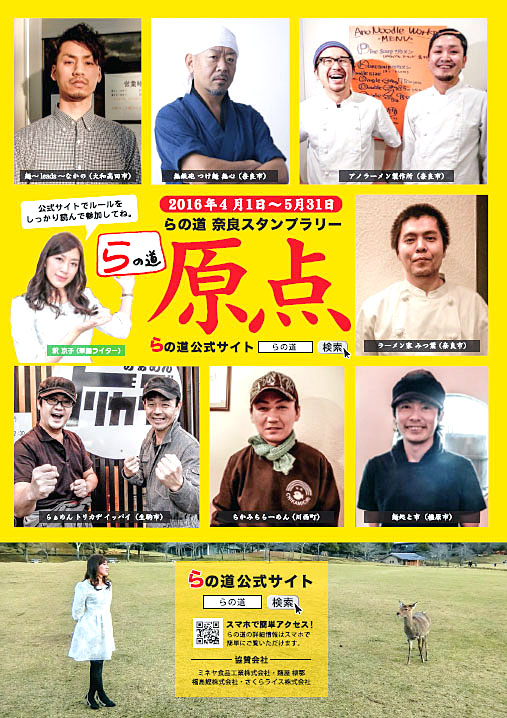 Ano Noodle Works
-MENU-
麺〜leads〜なかの（大和高田市）
無鉄砲 つけ麺 無心（奈良市）
アノラーメン製作所（奈良市）
公式サイトでルールを
しっかり読んで参加してね。
2016年4月1日〜5月31日
らの道 奈良スタンプラリー
らの道
原点
らの道公式サイト らの道 検索
ラーメン家 みつ葉（奈良市）
らぁめん トリカヂイッパイ（生駒市）
ちかみちらーめん（川西町）
麺処と市（橿原市）
らの道公式サイト
らの道 検索
スマホで簡単アクセス！
らの道の詳細情報はスマホで
簡単にご覧いただけます。
協賛会社
ミネヤ食品工業株式会社・麺屋 棣鄂
福島鰹株式会社・さくらライス株式会社